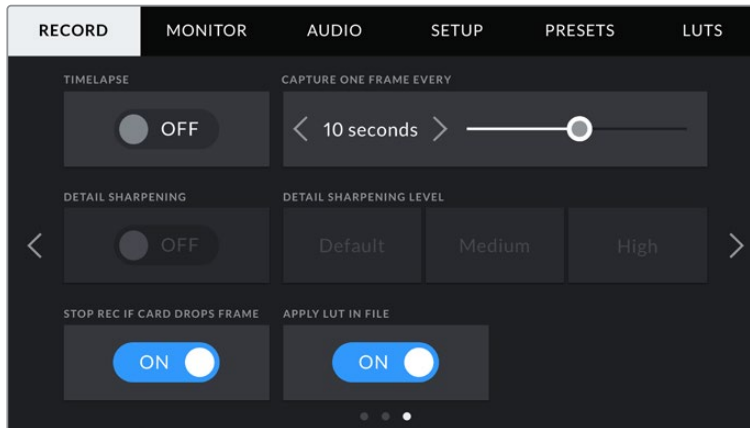 RECORD MONITOR AUDIO SETUP PRESETS LUTS
TIMELAPSE CAPTURE ONE FRAME EVERY
OFF 10 seconds
DETAIL SHARPENING DETAIL SHARPENING LEVEL
OFF Default Medium High
STOP REC IF CARD DROPS FRAME APPLY LUT IN FILE
ON ON